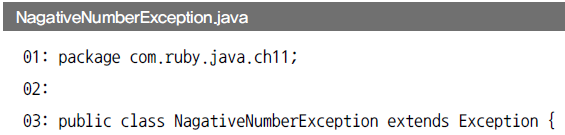 NagativeNumberException.java
01: package com.ruby.java.ch11;
02:
03: public class NagativeNumberException extends Exception {